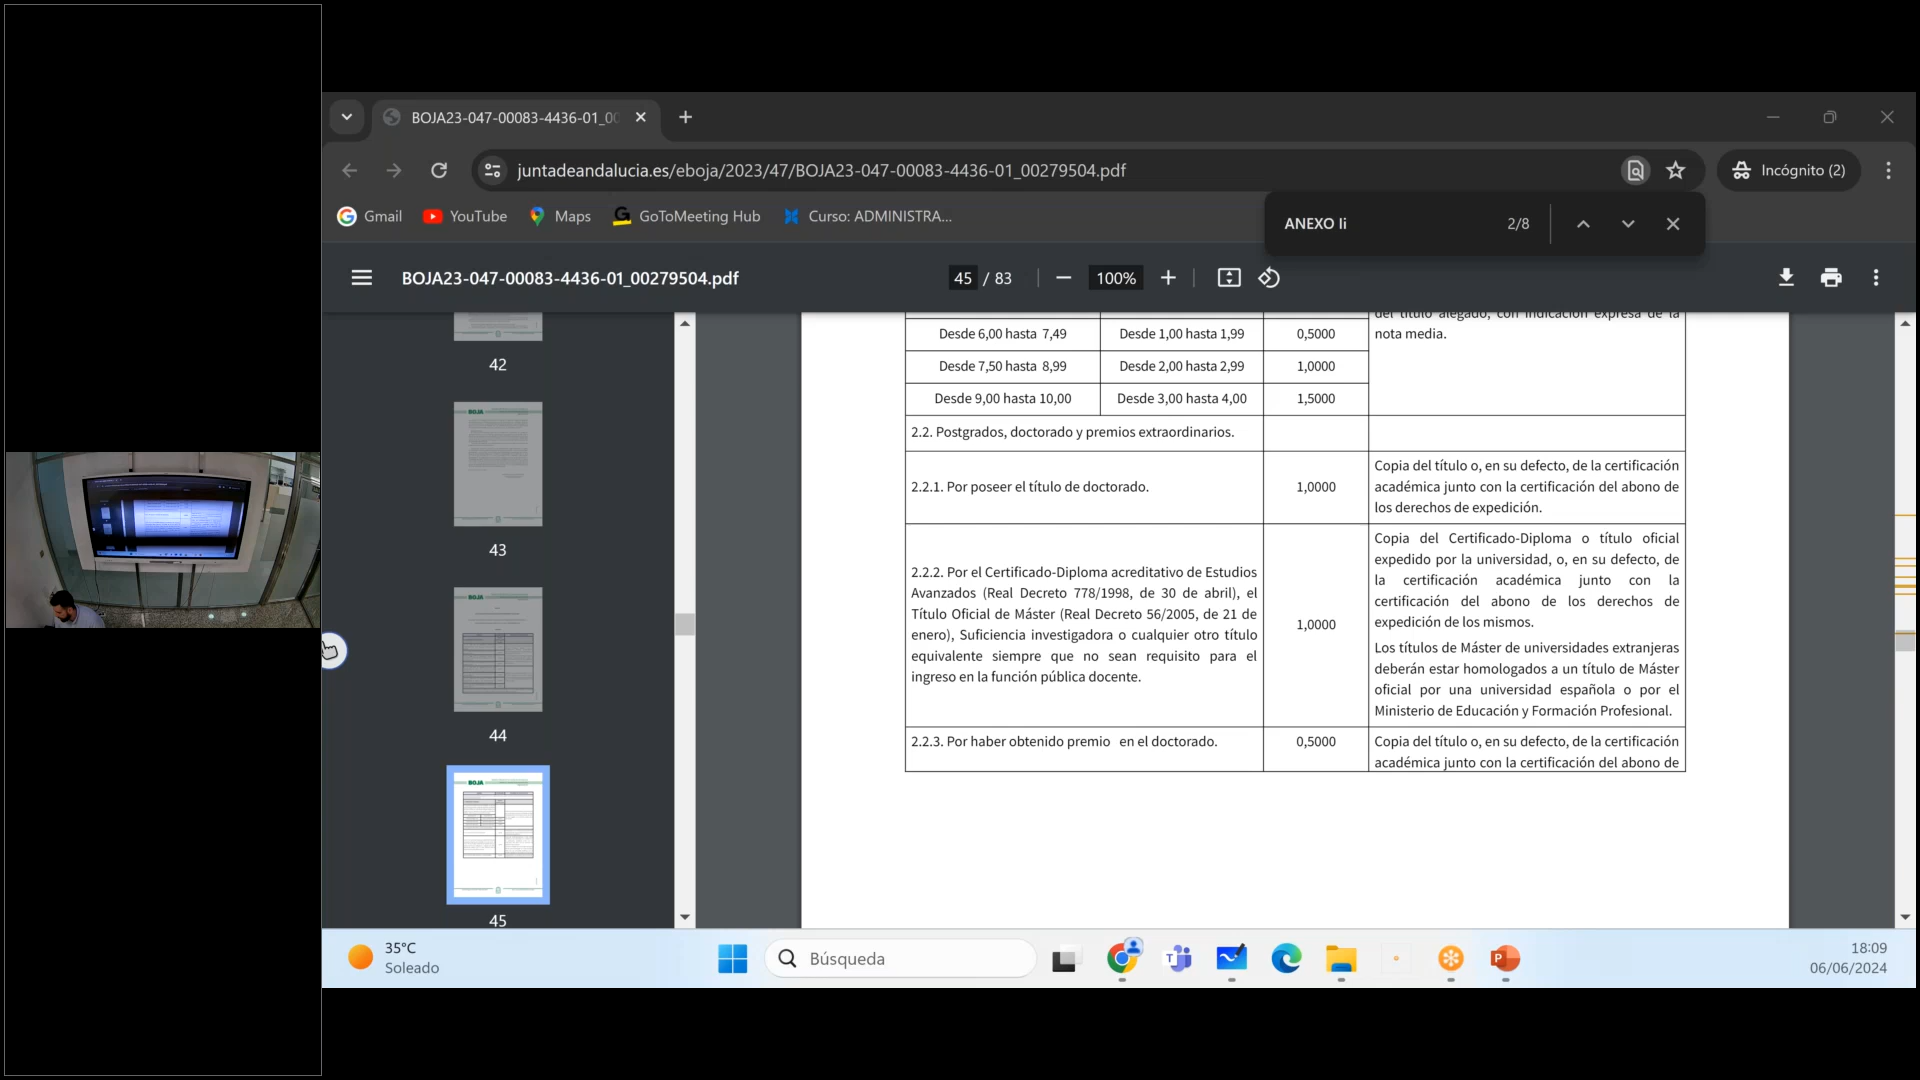 BOJA23-047-00083-4436-01_00
juntadeandalucia.es/eboja/2023/47/BOJA23-047-00083-4436-01_00279504.pdf
Incógnito (2)
Gmail
YouTube
Maps
GoToMeeting Hub
Curso: ADMINISTRA...
ANEXO Ii
2/8
BOJA23-047-00083-4436-01_00279504.pdf
45 / 83
100%
42
BOJA
43
44
BOJA
45
del título alegado, con indicación expresa de la
nota media.
Desde 6,00 hasta 7,49
Desde 1,00 hasta 1,99
0,5000
Desde 7,50 hasta 8,99
Desde 2,00 hasta 2,99
1,0000
Desde 9,00 hasta 10,00
Desde 3,00 hasta 4,00
1,5000
2.2. Postgrados, doctorado y premios extraordinarios.
2.2.1. Por poseer el título de doctorado.
1,0000
Copia del título o, en su defecto, de la certificación
académica junto con la certificación del abono de
los derechos de expedición.
2.2.2. Por el Certificado-Diploma acreditativo de Estudios
Avanzados (Real Decreto 778/1998, de 30 de abril), el
Título Oficial de Máster (Real Decreto 56/2005, de 21 de
enero), Suficiencia investigadora o cualquier otro título
equivalente siempre que no sean requisito para el
ingreso en la función pública docente.
1,0000
Copia del Certificado-Diploma o título oficial
expedido por la universidad, o, en su defecto, de
la certificación académica junto con la
certificación del abono de los derechos de
expedición de los mismos.
Los títulos de Máster de universidades extranjeras
deberán estar homologados a un título de Máster
oficial por una universidad española o por el
Ministerio de Educación y Formación Profesional.
2.2.3. Por haber obtenido premio en el doctorado.
0,5000
Copia del título o, en su defecto, de la certificación
académica junto con la certificación del abono de
35°C
Soleado
Búsqueda
18:09
06/06/2024